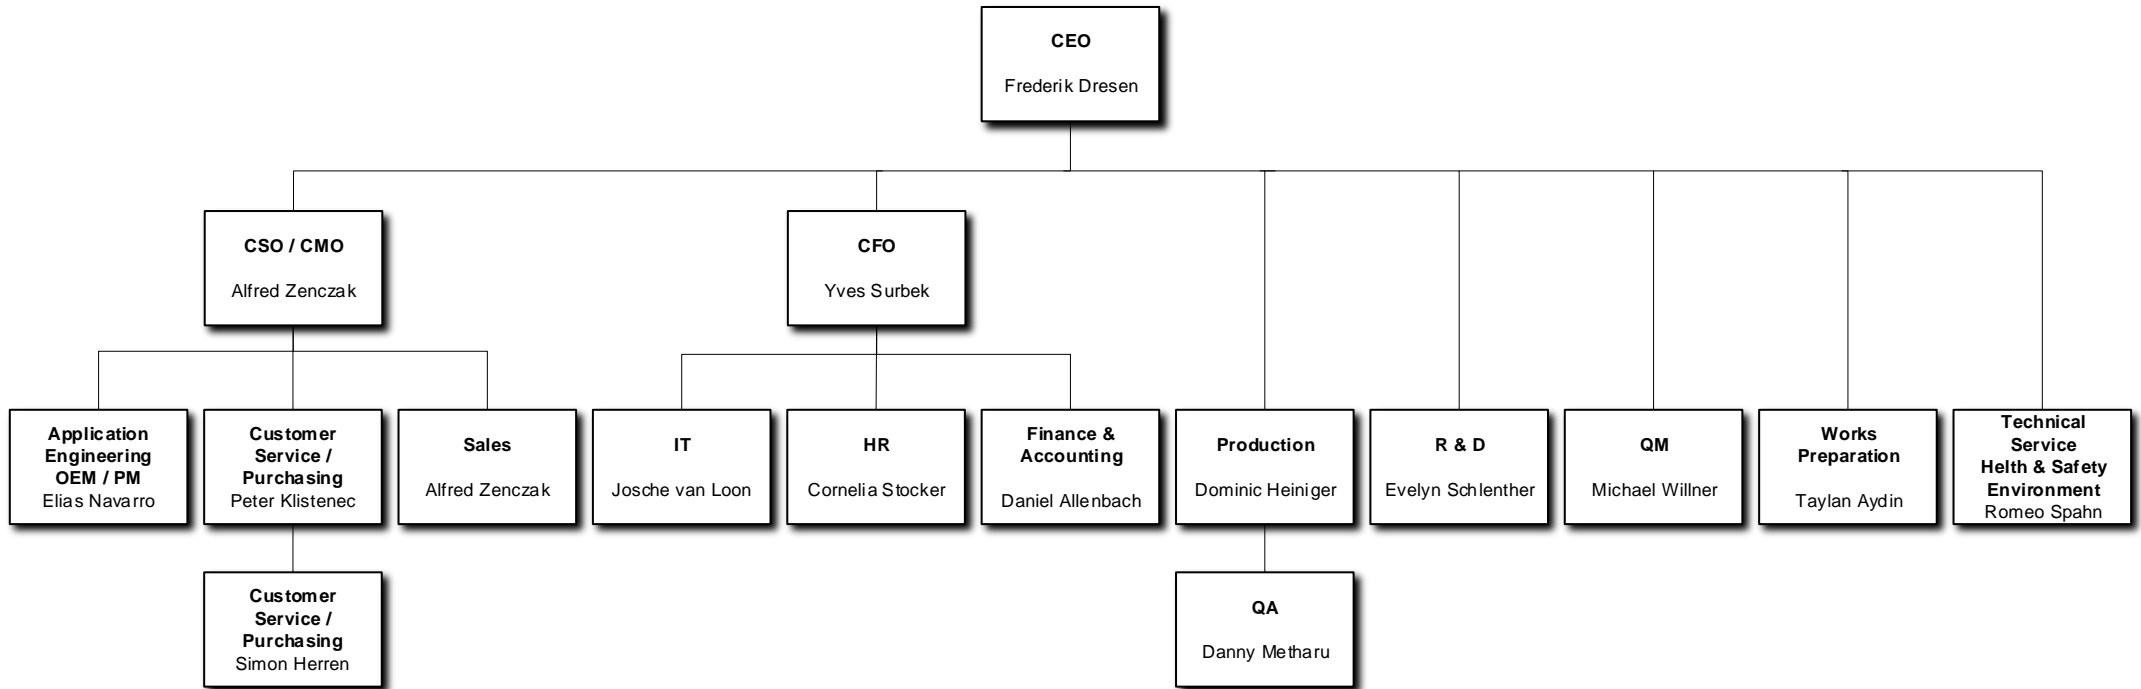 CEO
Frederik Dresen
CSO / CMO
Alfred Zenczak
CFO
Yves Surbek
Application
Engineering
OEM / PM
Elias Navarro
Customer
Service /
Purchasing
Peter Klistenec
Sales
Alfred Zenczak
IT
Josche van Loon
HR
Cornelia Stocker
Finance &
Accounting
Daniel Allenbach
Production
Dominic Heiniger
R & D
Evelyn Schlenther
QM
Michael Willner
Works
Preparation
Taylan Aydin
Technical
Service
Helth & Safety
Environment
Romeo Spahn
Customer
Service /
Purchasing
Simon Herren
QA
Danny Metharu